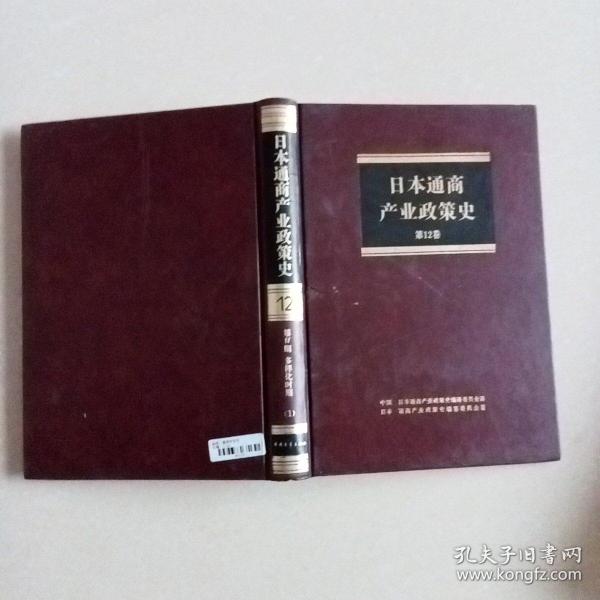 日本通商
产业政策史
第12卷
中国 日本通商产业政策史编译委员会译
日本 通商产业政策史编纂委员会编
日本通商产业政策史
12
第Ⅳ期 多样化时期
(1)
孔夫子旧书网
www.kongfz.com